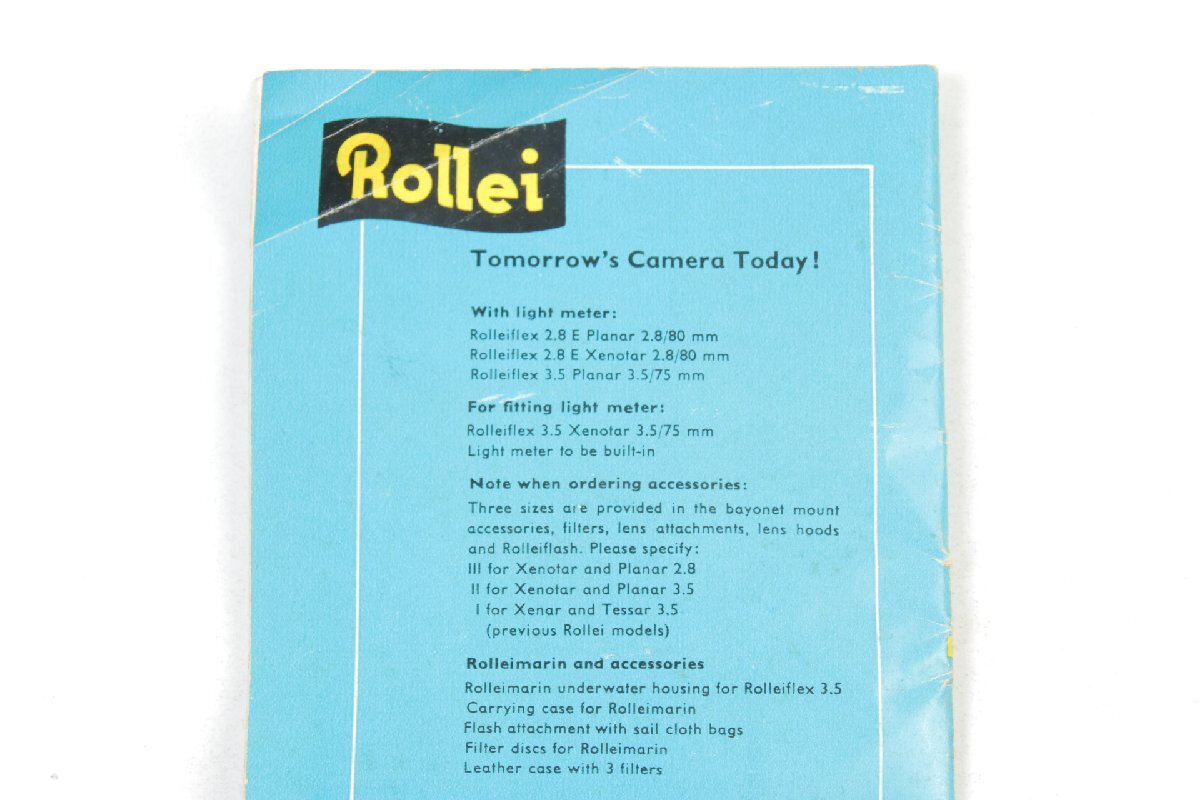 Rollei
Tomorrow's Camera Today!
With light meter:
Rolleiflex 2.8 E Planar 2.8/80 mm
Rolleiflex 2.8 E Xenotar 2.8/80 mm
Rolleiflex 3.5 Planar 3.5/75 mm
For fitting light meter:
Rolleiflex 3.5 Xenotar 3.5/75 mm
Light meter to be built-in
Note when ordering accessories:
Three sizes are provided in the bayonet mount
accessories, filters, lens attachments, lens hoods
and Rolleiflash. Please specify:
III for Xenotar and Planar 2.8
II for Xenotar and Planar 3.5
I for Xenar and Tessar 3.5
(previous Rollei models)
Rolleimarin and accessories
Rolleimarin underwater housing for Rolleiflex 3.5
Carrying case for Rolleimarin
Flash attachment with sail cloth bags
Filter discs for Rolleimarin
Leather case with 3 filters